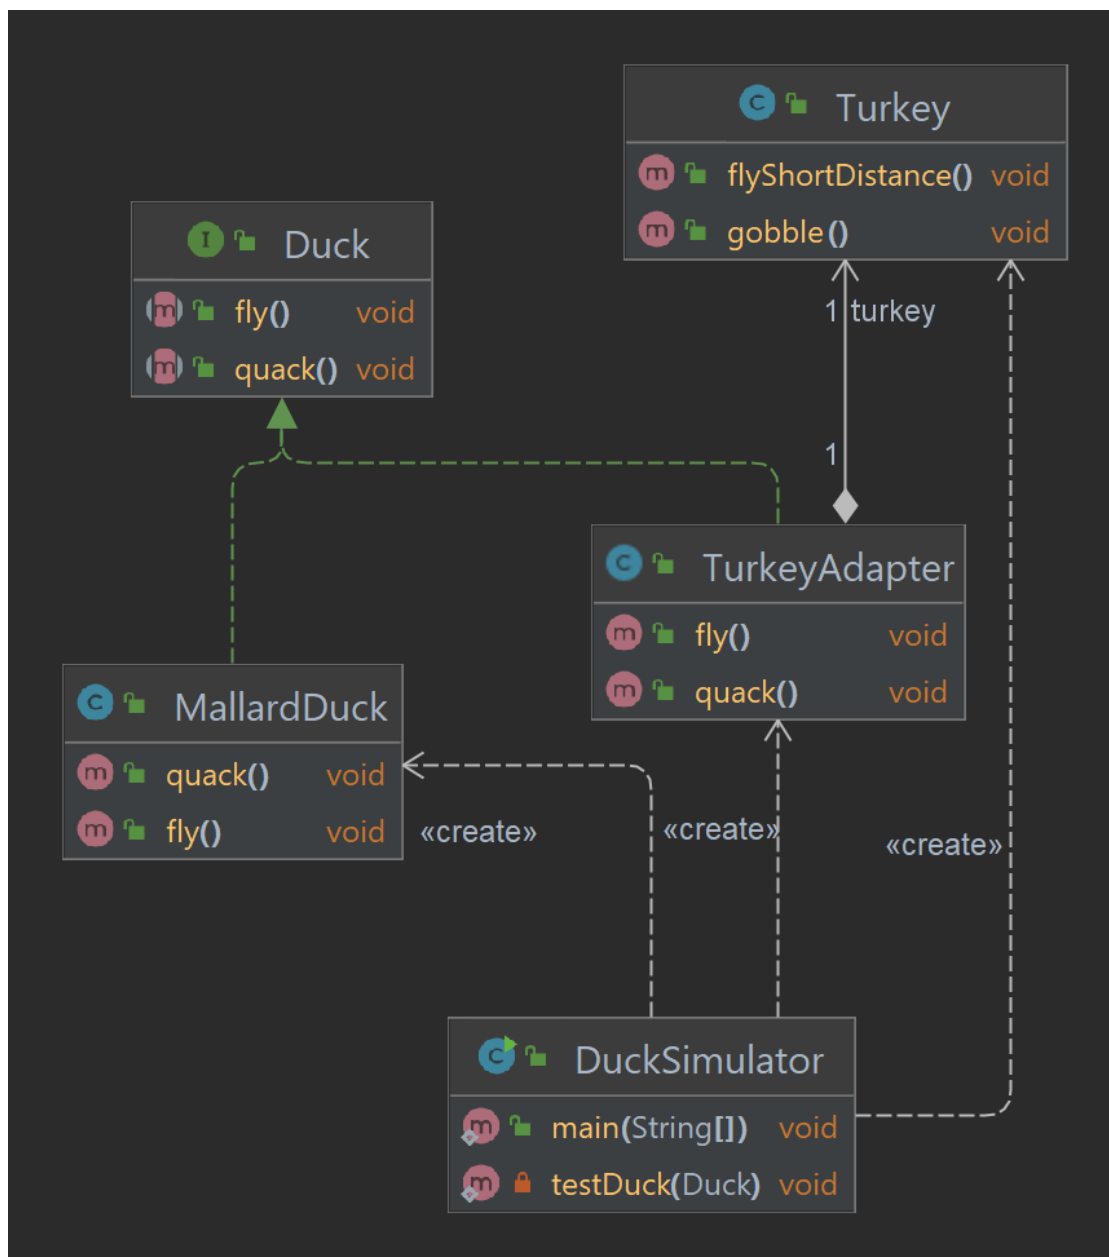 Turkey
flyShortDistance() void
gobble() void
Duck
fly() void
quack() void
1 turkey
1
TurkeyAdapter
fly() void
quack() void
MallardDuck
quack() void
fly() void
«create»
«create»
«create»
DuckSimulator
main(String[]) void
testDuck(Duck) void